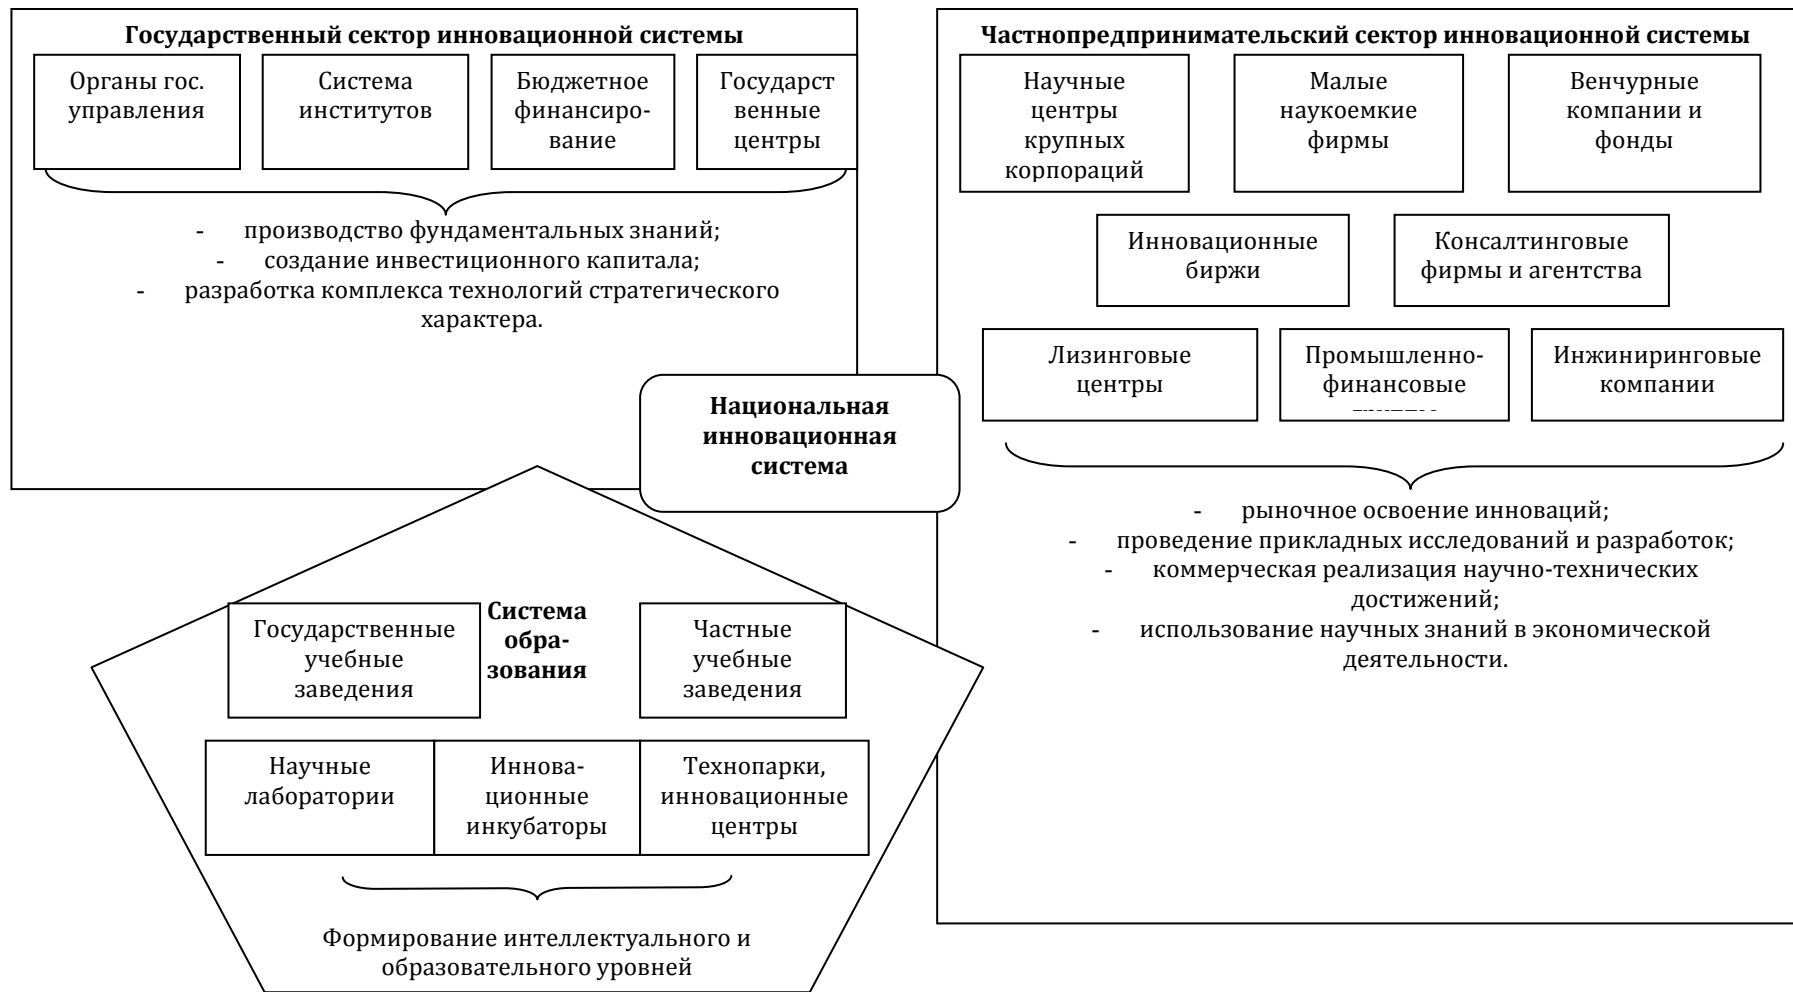 Государственный сектор инновационной системы
Органы гос.
управления
Система
институтов
Бюджетное
финансиро-
вание
Государст
венные
центры
- производство фундаментальных знаний;
- создание инвестиционного капитала;
- разработка комплекса технологий стратегического
характера.
Частнопредпринимательский сектор инновационной системы
Научные
центры
крупных
корпораций
Малые
наукоемкие
фирмы
Венчурные
компании и
фонды
Инновационные
биржи
Консалтинговые
фирмы и агентства
Лизинговые
центры
Промышленно-
финансовые
Инжиниринговые
компании
- рыночное освоение инноваций;
- проведение прикладных исследований и разработок;
- коммерческая реализация научно-технических
достижений;
- использование научных знаний в экономической
деятельности.
Национальная
инновационная
система
Система
обра-
зования
Государственные
учебные
заведения
Частные
учебные
заведения
Научные
лаборатории
Иннова-
ционные
инкубаторы
Технопарки,
инновационные
центры
Формирование интеллектуального и
образовательного уровней